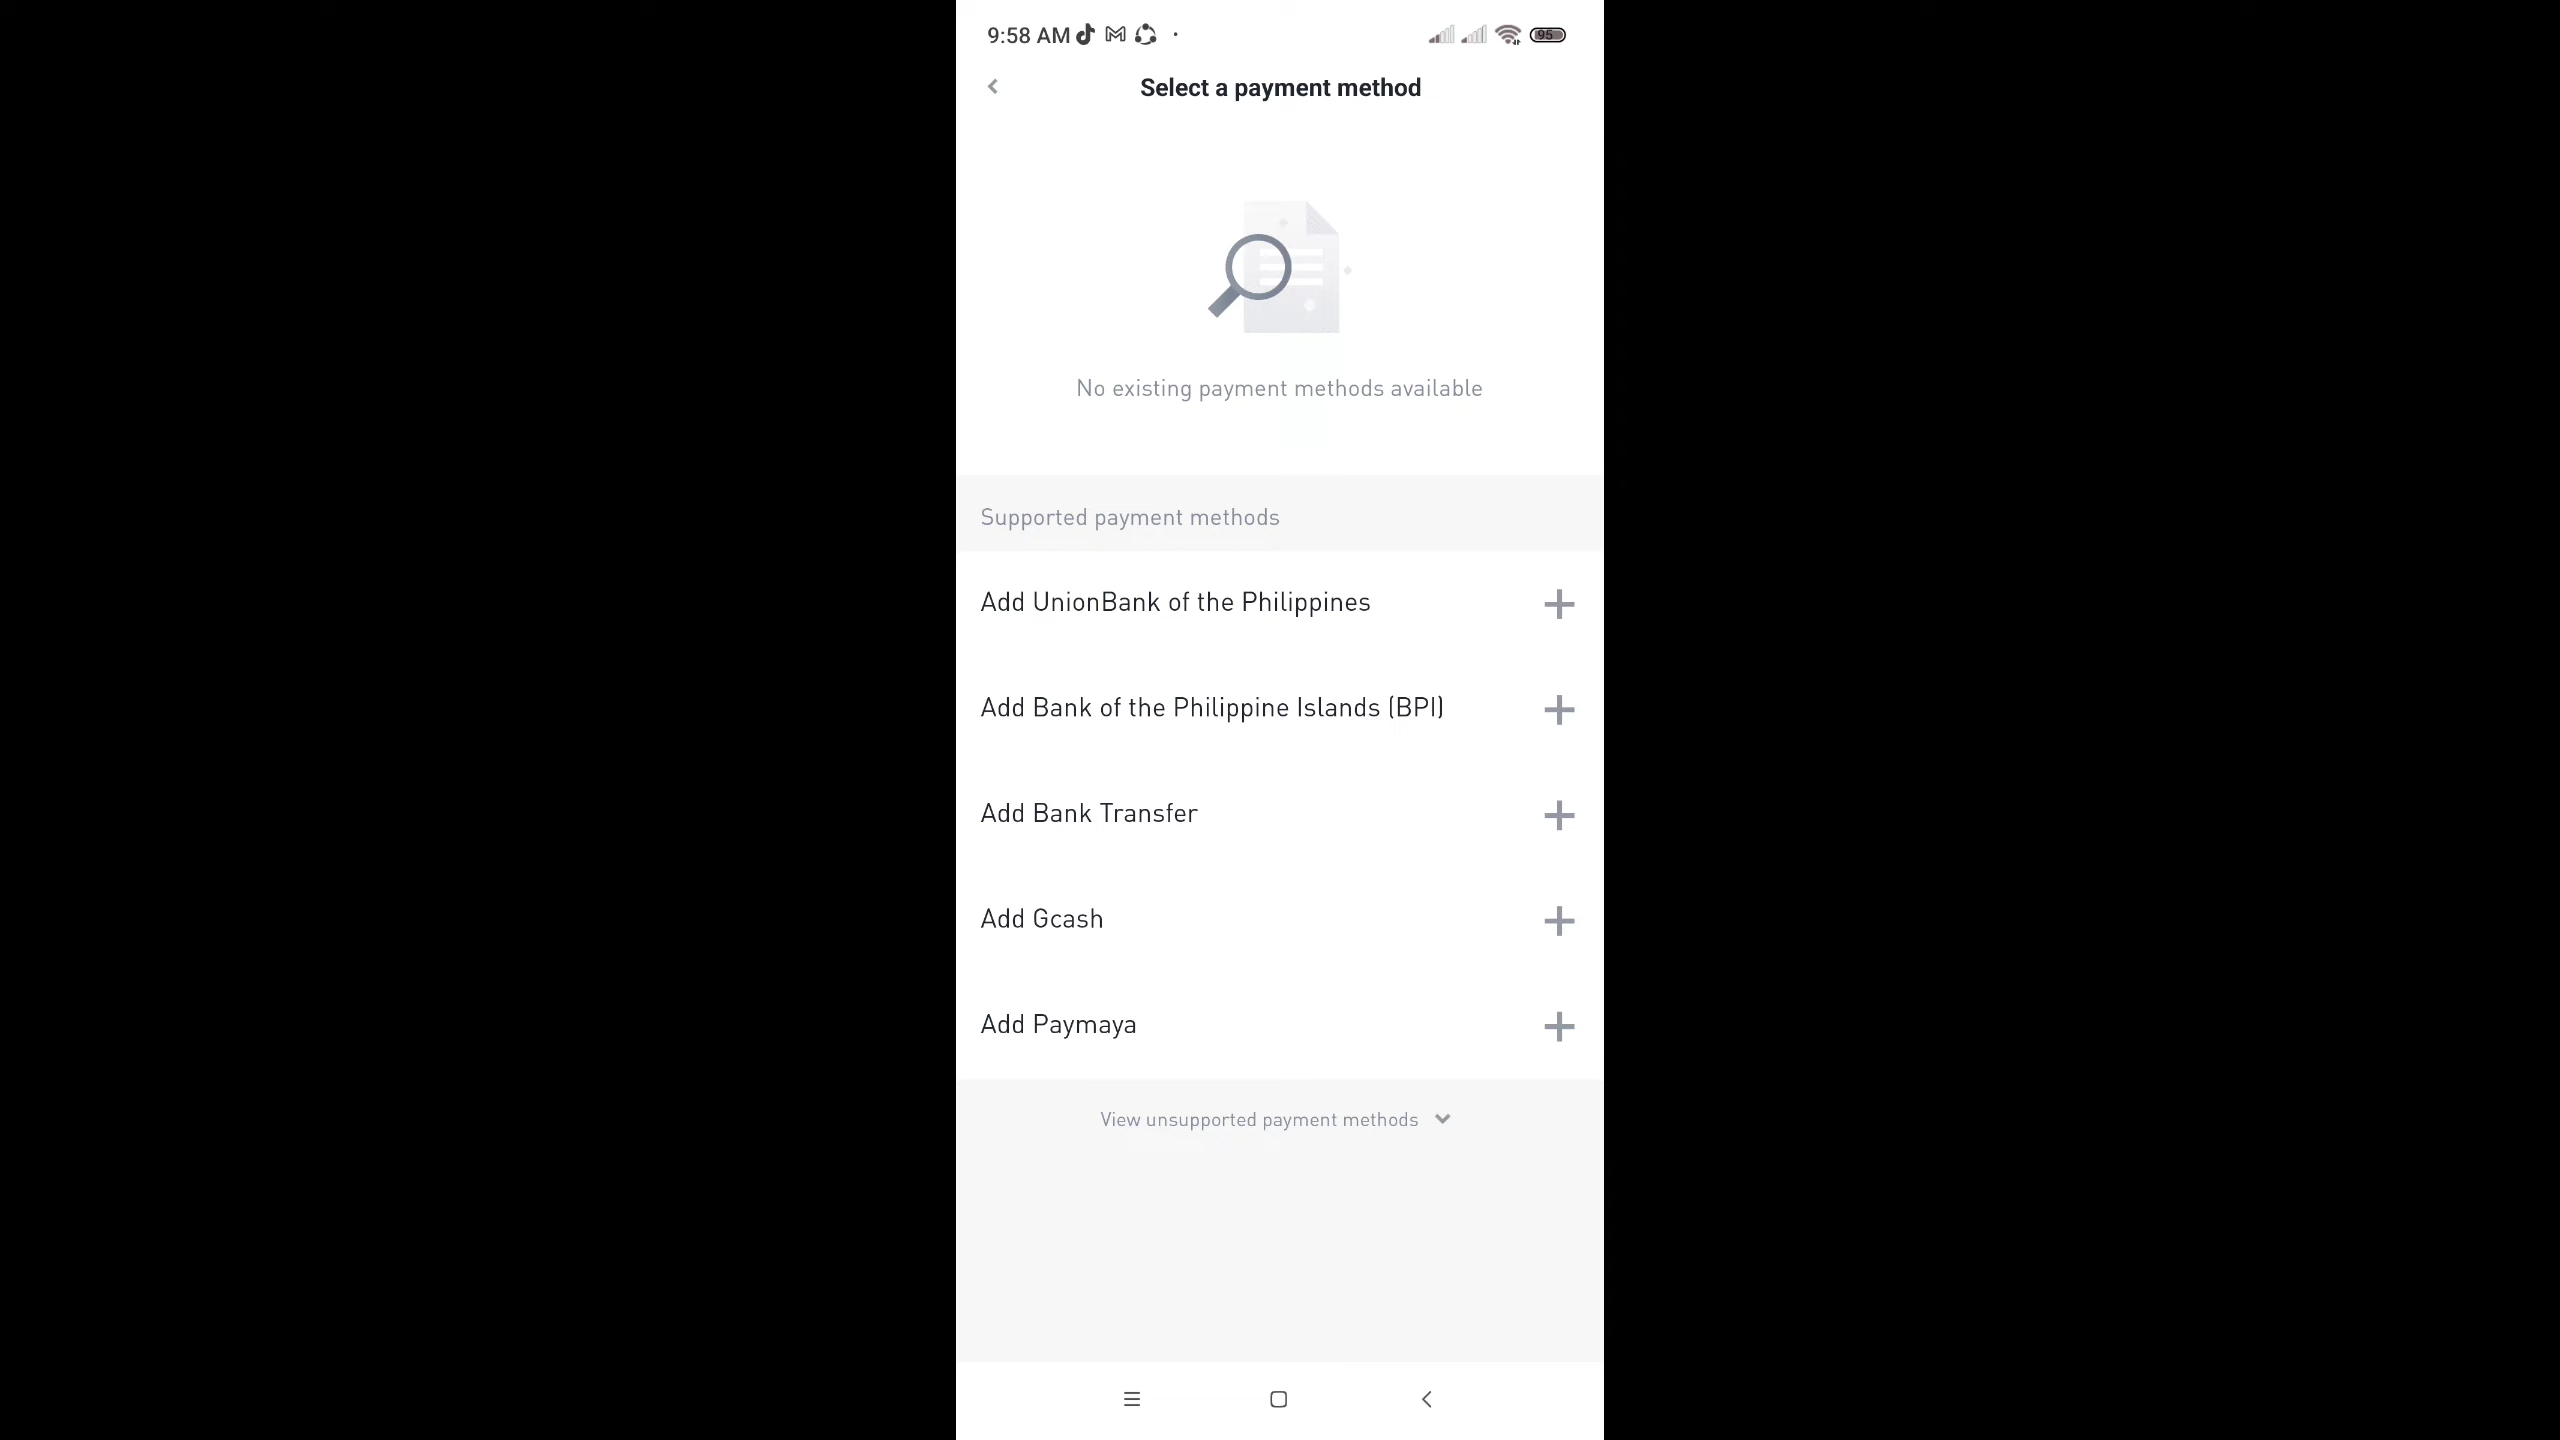 9:58 AM
95
Select a payment method
No existing payment methods available
Supported payment methods
Add UnionBank of the Philippines
Add Bank of the Philippine Islands (BPI)
Add Bank Transfer
Add Gcash
Add Paymaya
View unsupported payment methods